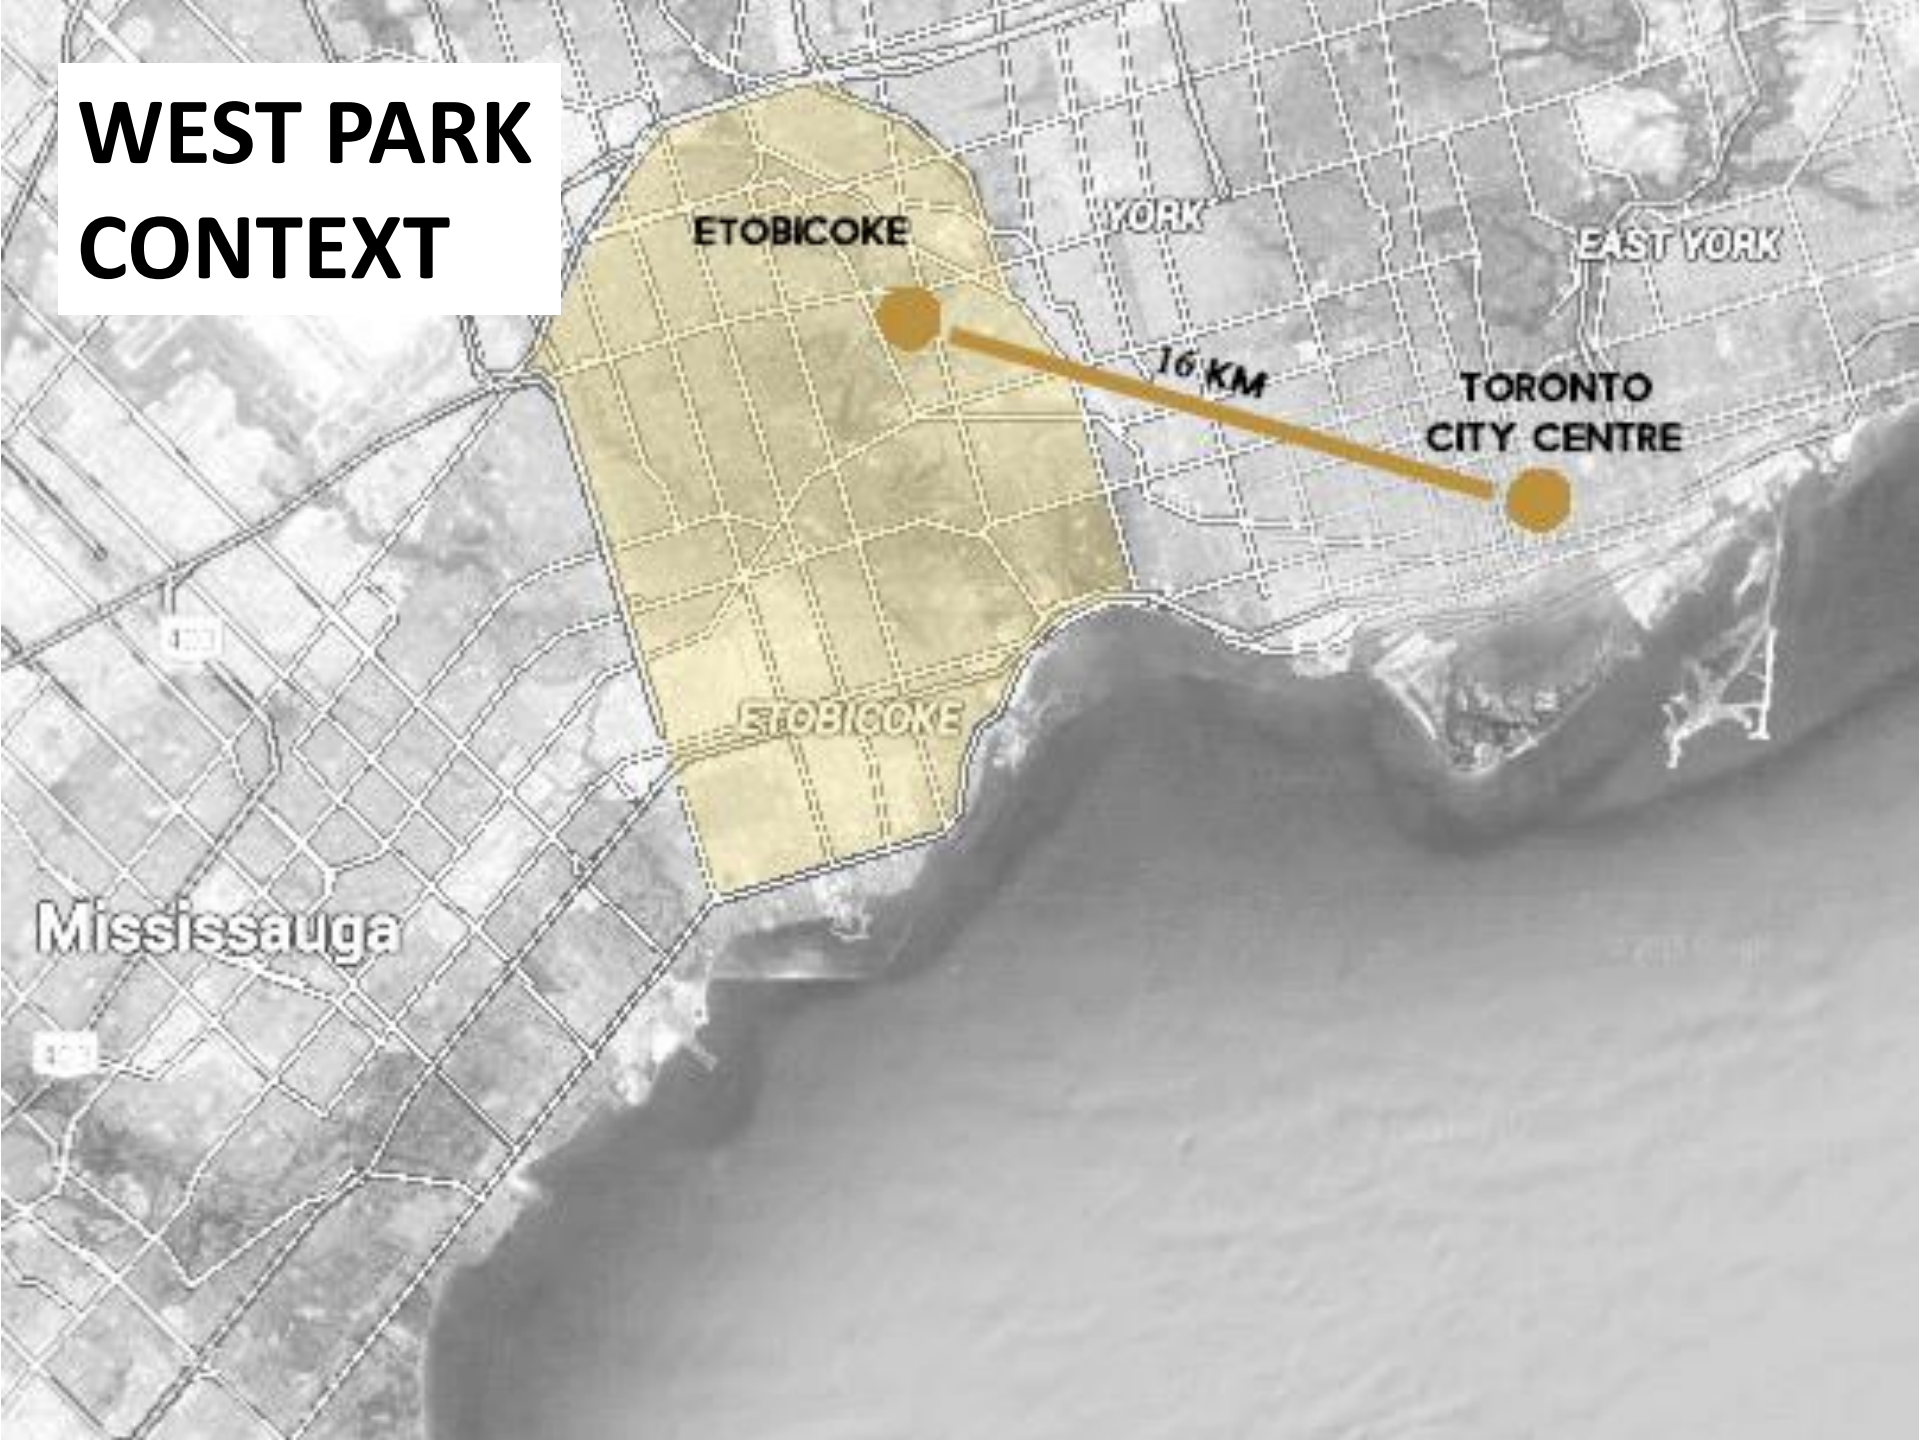 WEST PARK
CONTEXT
ETOBICOKE
YORK
EAST YORK
16 KM
TORONTO
CITY CENTRE
ETOBICOKE
Mississauga